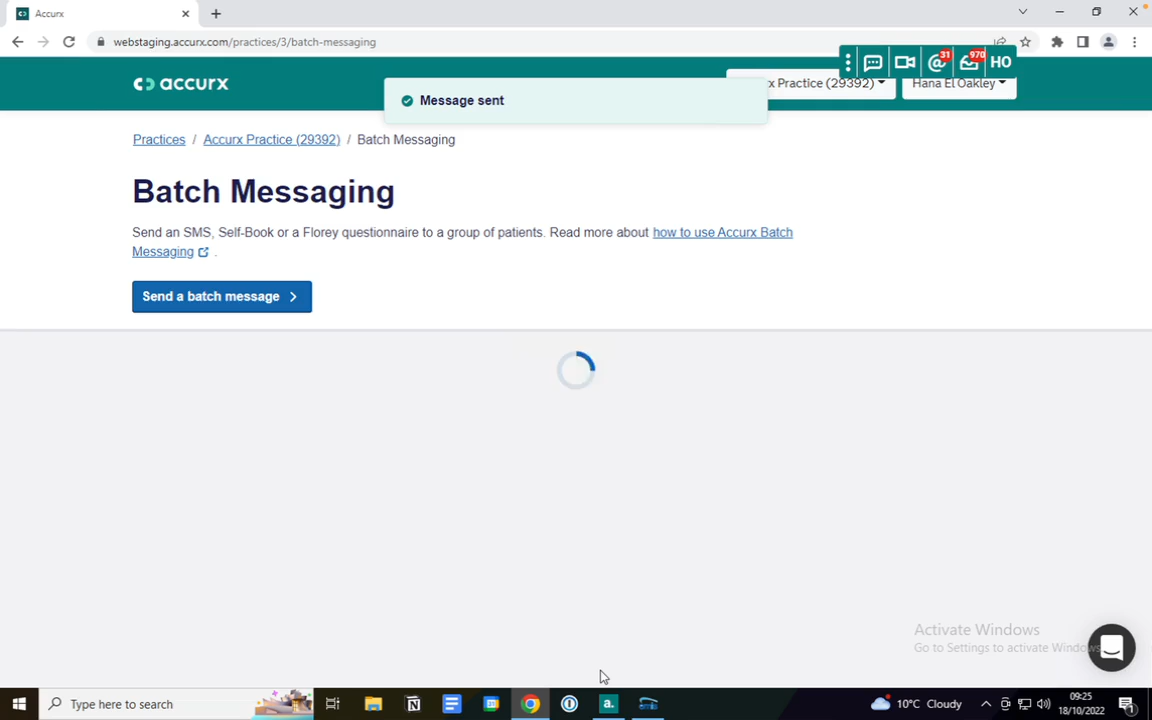 Accurx
webstaging.accurx.com/practices/3/batch-messaging
31
970
HO
accurx
x Practice (29392)
Hana El Oakley
Message sent
Practices / Accurx Practice (29392) / Batch Messaging
Batch Messaging
Send an SMS, Self-Book or a Florey questionnaire to a group of patients. Read more about how to use Accurx Batch
Messaging .
Send a batch message
Activate Windows
Go to Settings to activate Windows
Type here to search
N
a.
10°C Cloudy
09:25
18/10/2022
1